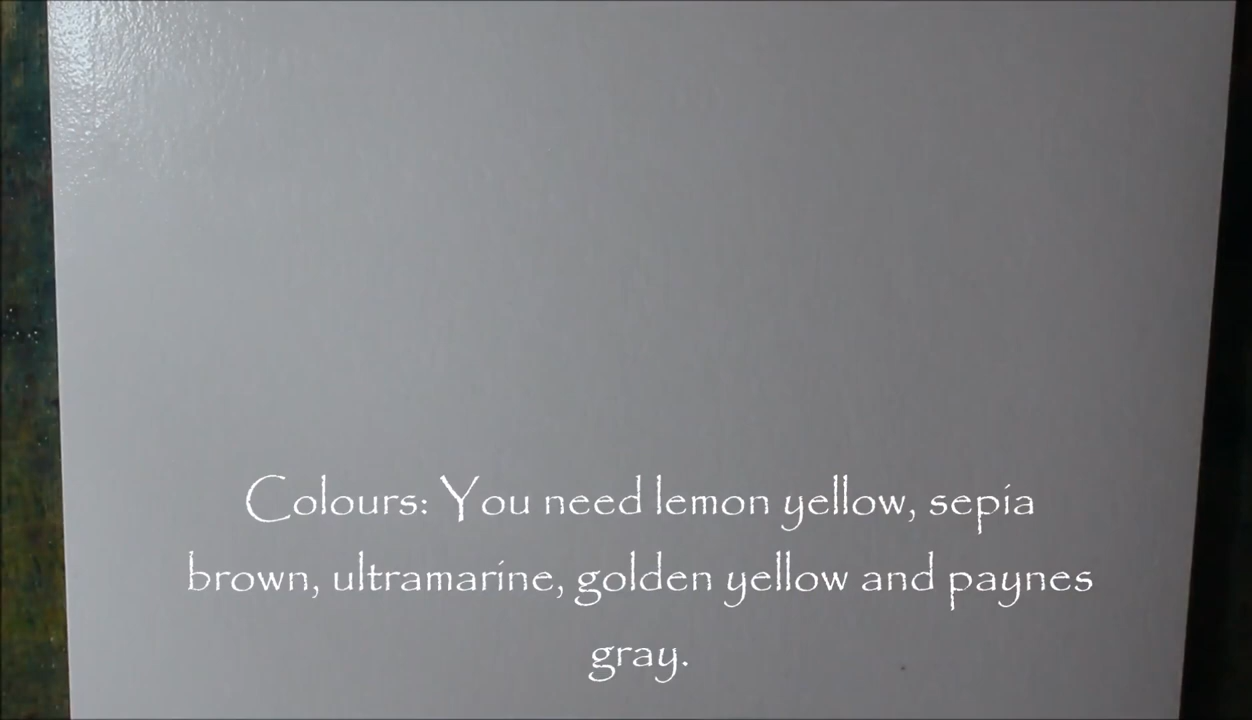 Colours: You need lemon yellow, sepia
brown, ultramarine, golden yellow and paynes
gray.